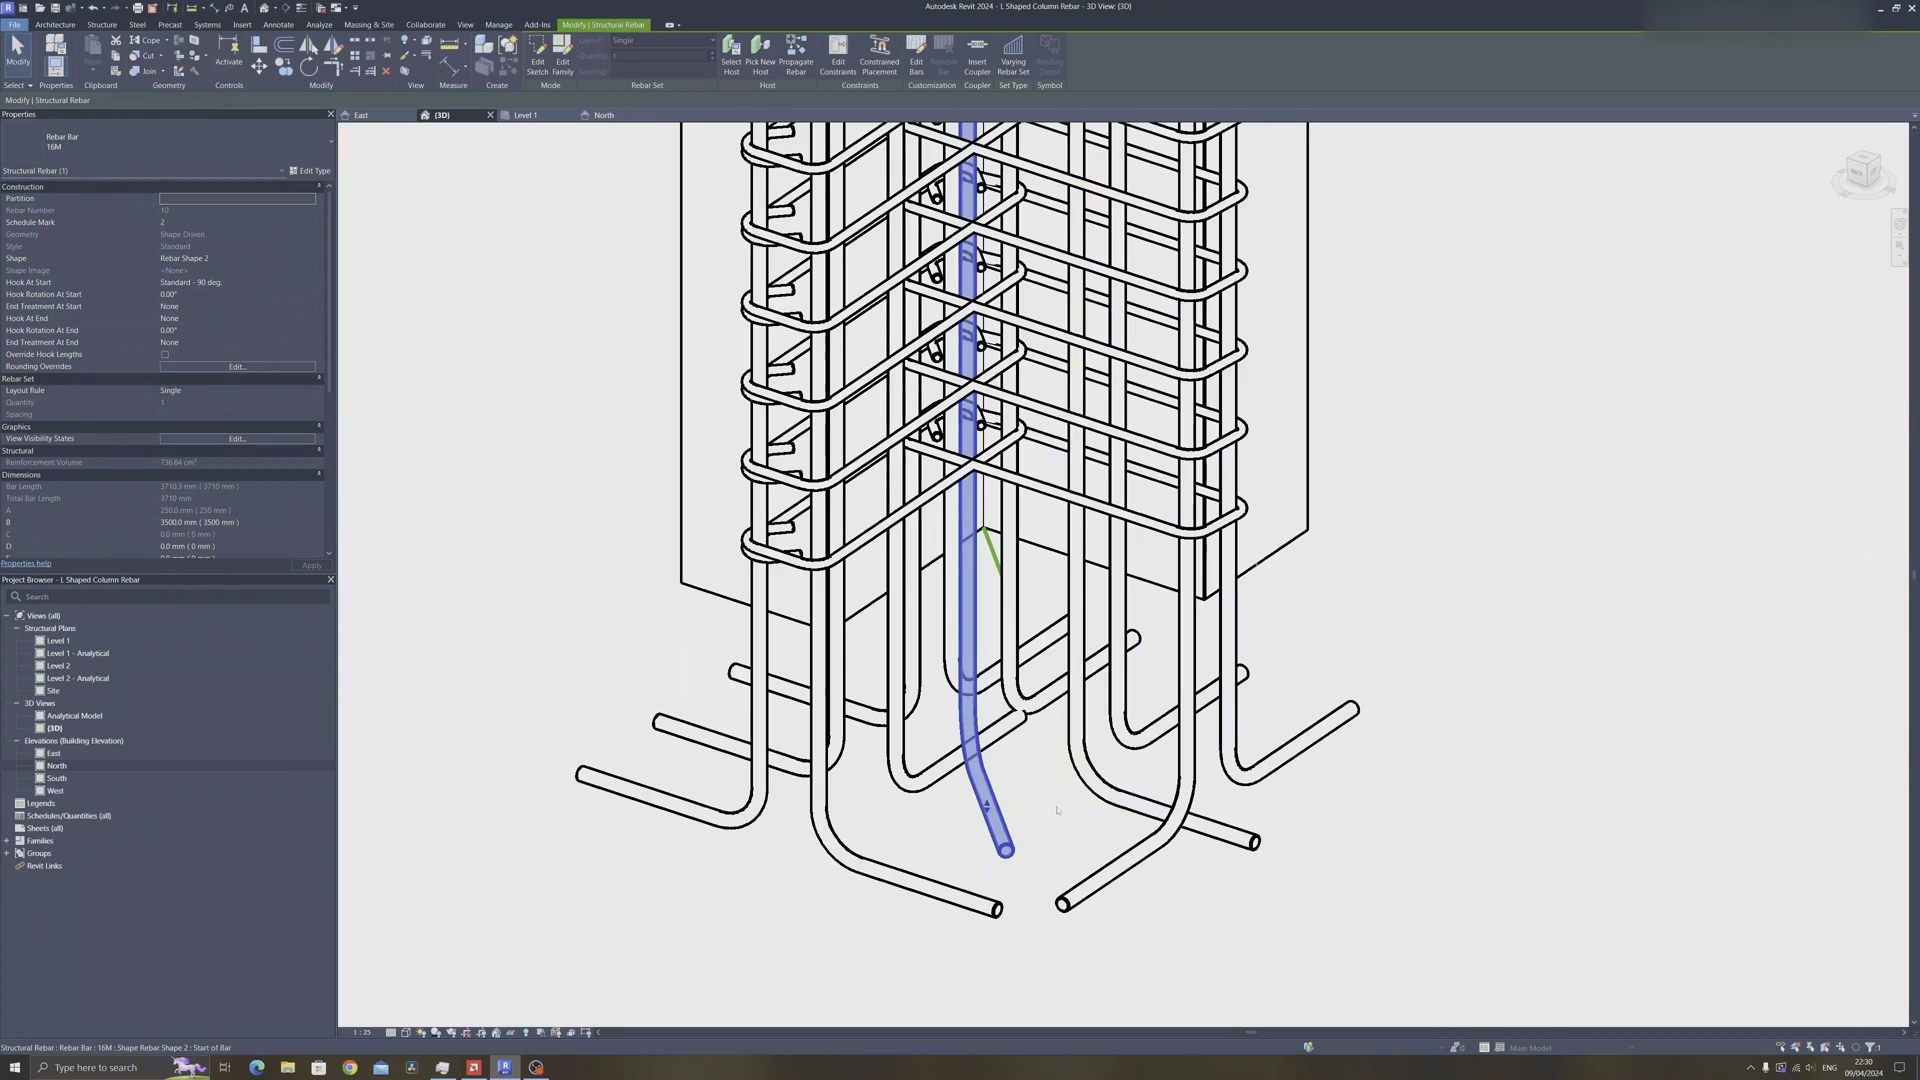 Autodesk Revit 2024 - L Shaped Column Rebar - 3D View: {3D}
File Architecture Structure Steel Precast Systems Insert Annotate Analyze Massing & Site Collaborate View Manage Add-Ins Modify | Structural Rebar
Modify
Paste
Cope
Cut
Join
Activate
Edit Sketch
Edit Family
Layout: Single
Quantity: 1
Spacing:
Select Host
Pick New Host
Propagate Rebar
Edit Constraints
Constrained Placement
Edit Bars
Remove Bar
Insert Coupler
Varying Rebar Set
Bending Detail
Select Properties Clipboard Geometry Controls Modify View Measure Create Mode Rebar Set Host Constraints Customization Coupler Set Type Symbol
Modify | Structural Rebar
Properties
East {3D} Level 1 North
Rebar Bar
16M
Structural Rebar (1) Edit Type
Construction
Partition
Rebar Number 10
Schedule Mark 2
Geometry Shape Driven
Style Standard
Shape Rebar Shape 2
Shape Image <None>
Hook At Start Standard - 90 deg.
Hook Rotation At Start 0.00°
End Treatment At Start None
Hook At End None
Hook Rotation At End 0.00°
End Treatment At End None
Override Hook Lengths
Rounding Overrides Edit...
Rebar Set
Layout Rule Single
Quantity 1
Spacing
Graphics
View Visibility States Edit...
Structural
Reinforcement Volume 736.64 cm³
Dimensions
Bar Length 3710.3 mm ( 3710 mm )
Total Bar Length 3710 mm
A 250.0 mm ( 250 mm )
B 3500.0 mm ( 3500 mm )
C 0.0 mm ( 0 mm )
D 0.0 mm ( 0 mm )
Properties help Apply
Project Browser - L Shaped Column Rebar
Search
Views (all)
Structural Plans
Level 1
Level 1 - Analytical
Level 2
Level 2 - Analytical
Site
3D Views
Analytical Model
{3D}
Elevations (Building Elevation)
East
North
South
West
Legends
Schedules/Quantities (all)
Sheets (all)
Families
Groups
Revit Links
BACK
1 : 25
Structural Rebar : Rebar Bar : 16M : Shape Rebar Shape 2 : Start of Bar
:0
Main Model
:1
Type here to search
ENG
22:30
09/04/2024